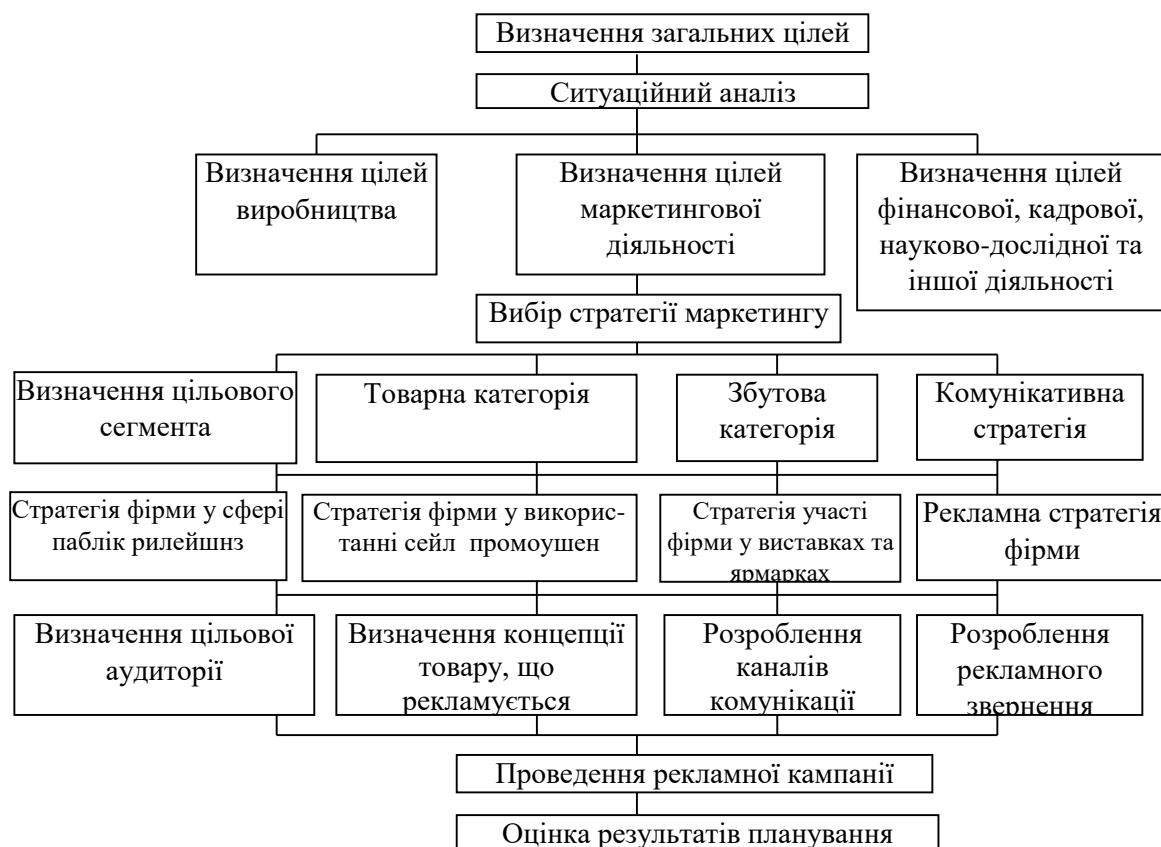 Визначення загальних цілей
Ситуаційний аналіз
Визначення цілей
виробництва
Визначення цілей
маркетингової
діяльності
Визначення цілей
фінансової, кадрової,
науково-дослідної та
іншої діяльності
Вибір стратегії маркетингу
Визначення цільового
сегмента
Товарна категорія
Збутова
категорія
Комунікативна
стратегія
Стратегія фірми у сфері
паблік рилейшнз
Стратегія фірми у викорис-
танні сейл промоушен
Стратегія участі
фірми у виставках та
ярмарках
Рекламна стратегія
фірми
Визначення цільової
аудиторії
Визначення концепції
товару, що
рекламується
Розроблення
каналів
комунікації
Розроблення
рекламного
звернення
Проведення рекламної кампанії
Оцінка результатів планування